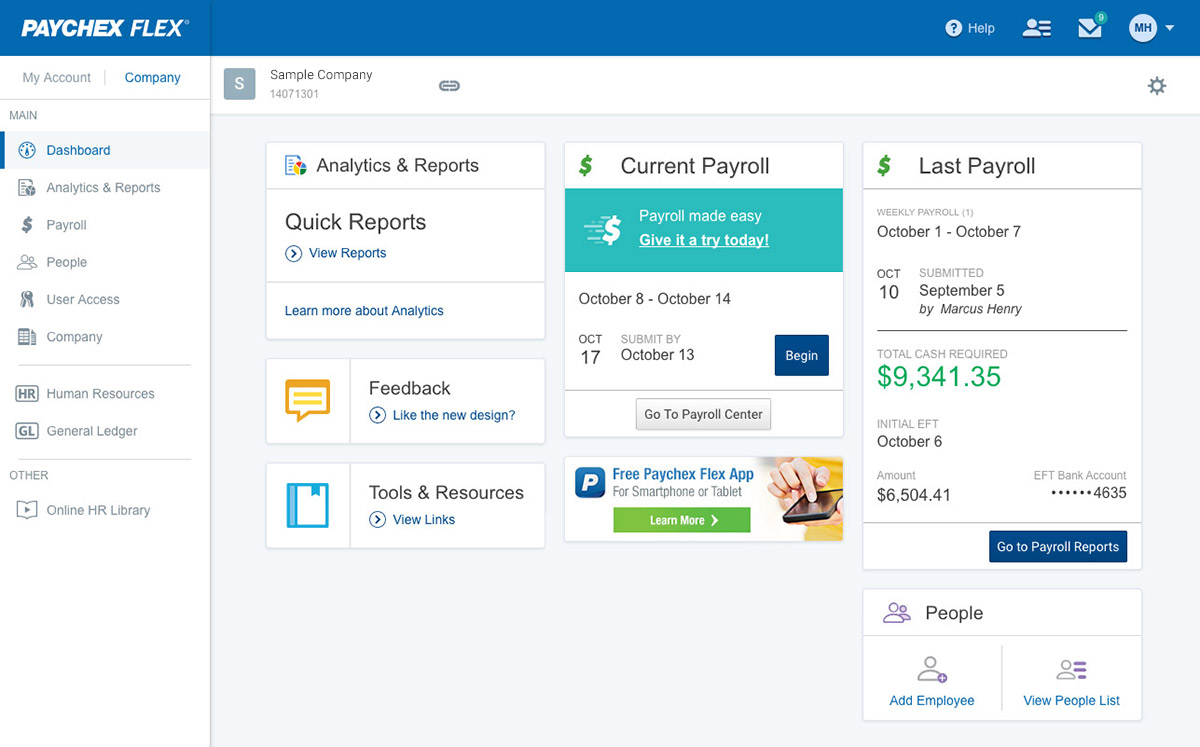 PAYCHEX FLEX®
Help
9
MH
My Account
Company
MAIN
Dashboard
Analytics & Reports
Payroll
People
User Access
Company
HR Human Resources
GL General Ledger
OTHER
Online HR Library
S
Sample Company
14071301
Analytics & Reports
Quick Reports
View Reports
Learn more about Analytics
Feedback
Like the new design?
Tools & Resources
View Links
$ Current Payroll
$
Payroll made easy
Give it a try today!
October 8 - October 14
OCT
17
SUBMIT BY
October 13
Begin
Go To Payroll Center
P
Free Paychex Flex App
For Smartphone or Tablet
Learn More
$ Last Payroll
WEEKLY PAYROLL (1)
October 1 - October 7
OCT
10
SUBMITTED
September 5
by Marcus Henry
TOTAL CASH REQUIRED
$9,341.35
INITIAL EFT
October 6
Amount
$6,504.41
EFT Bank Account
••••••4635
Go to Payroll Reports
People
Add Employee
View People List